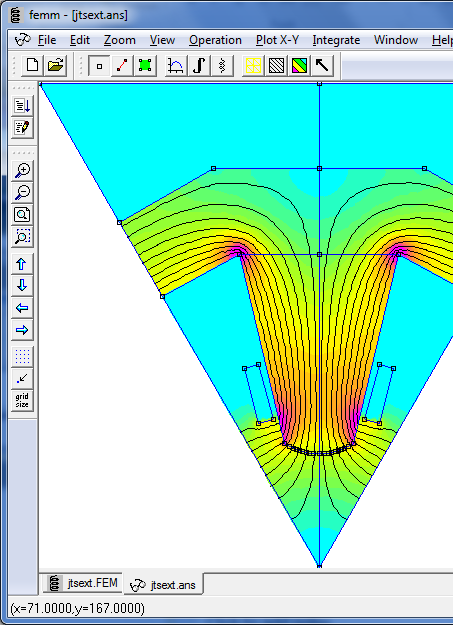 femm - [jtsext.ans]
File Edit Zoom View Operation Plot X-Y Integrate Window Help
grid
size
jtsext.FEM jtsext.ans
(x=71.0000,y=167.0000)